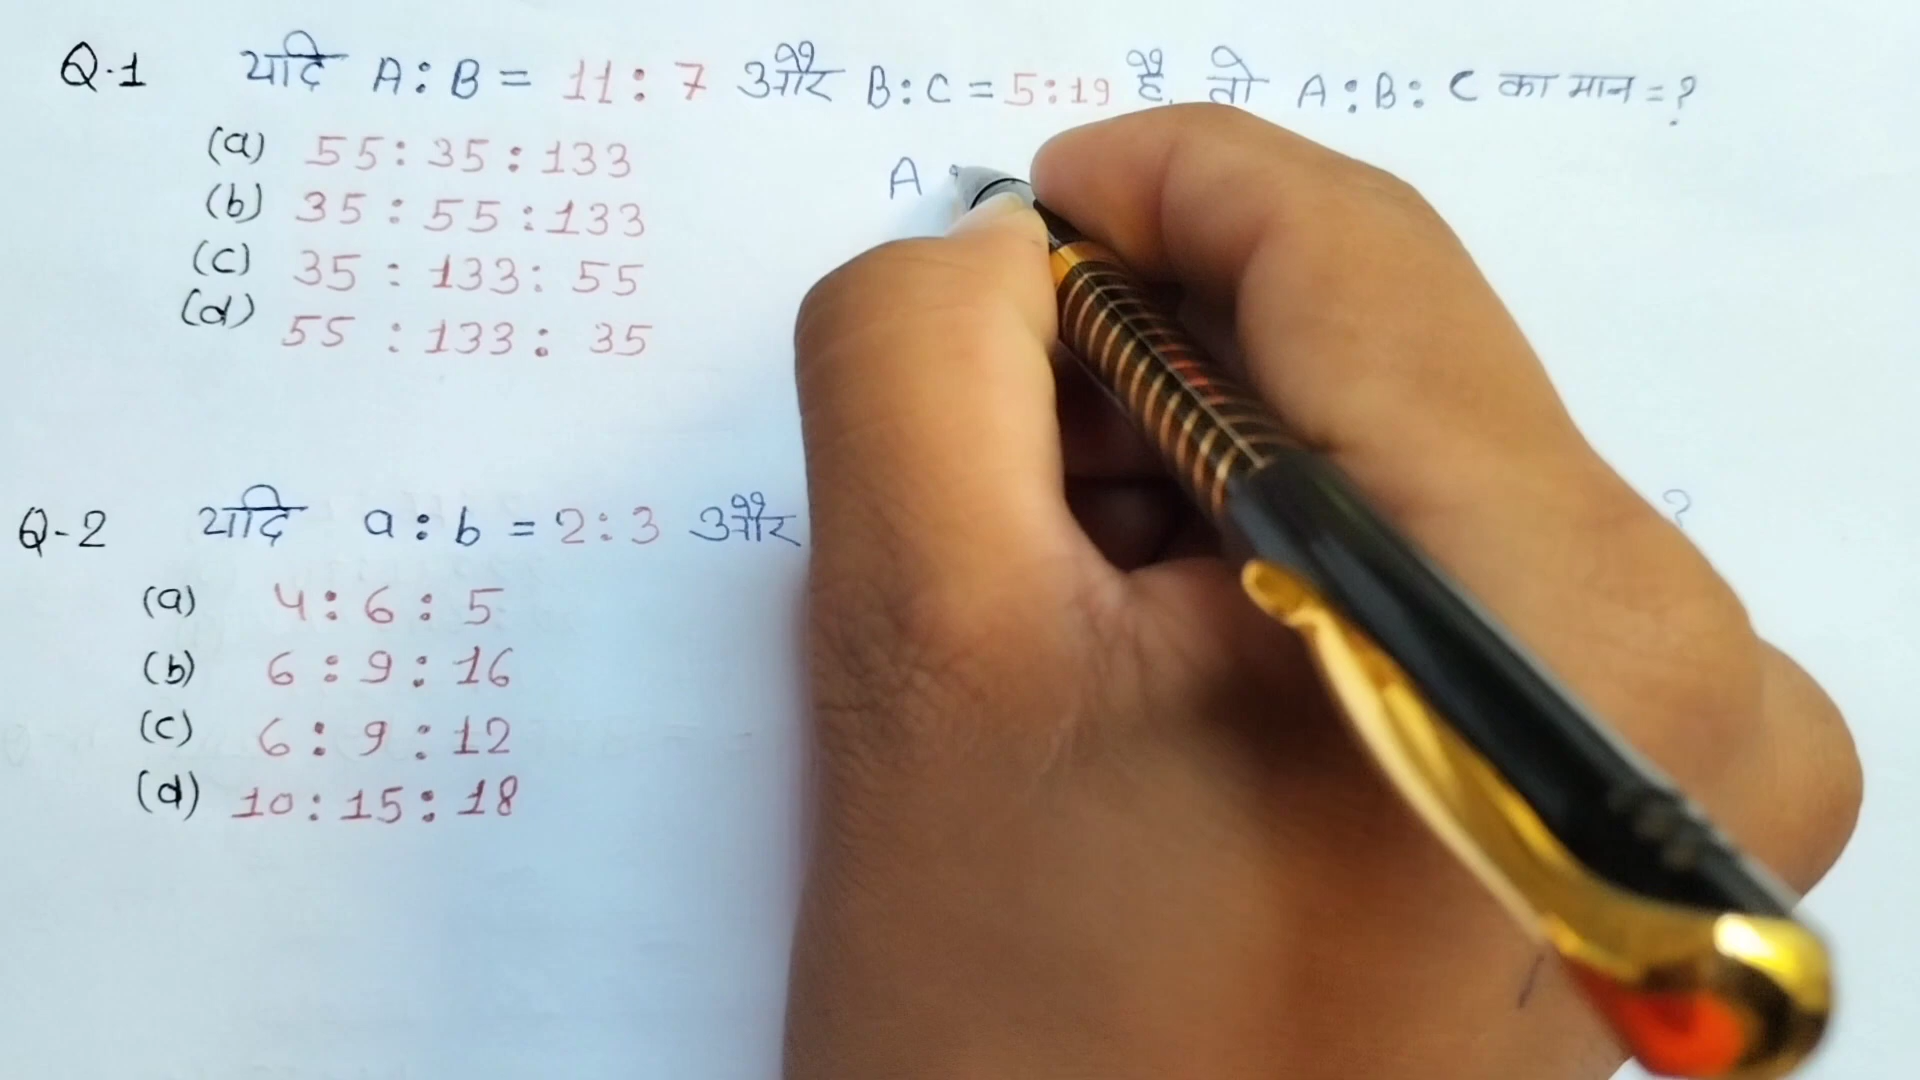 Q.1 यदि A:B = 11:7 और B:C = 5:19 है, तो A:B:C का मान = ?
(a) 55:35:133
A :
(b) 35:55:133
(c) 35:133:55
(d) 55:133:35
Q-2 यदि a:b = 2:3 और ?
(a) 4:6:5
(b) 6:9:16
(c) 6:9:12
(d) 10:15:18